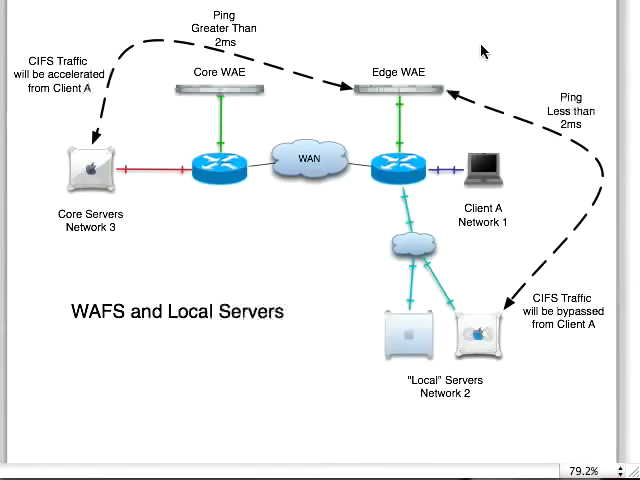 Ping
Greater Than
2ms
CIFS Traffic
will be accelerated
from Client A
Core WAE
Edge WAE
Ping
Less than
2ms
WAN
Core Servers
Network 3
Client A
Network 1
WAFS and Local Servers
CIFS Traffic
will be bypassed
from Client A
"Local" Servers
Network 2
79.2%